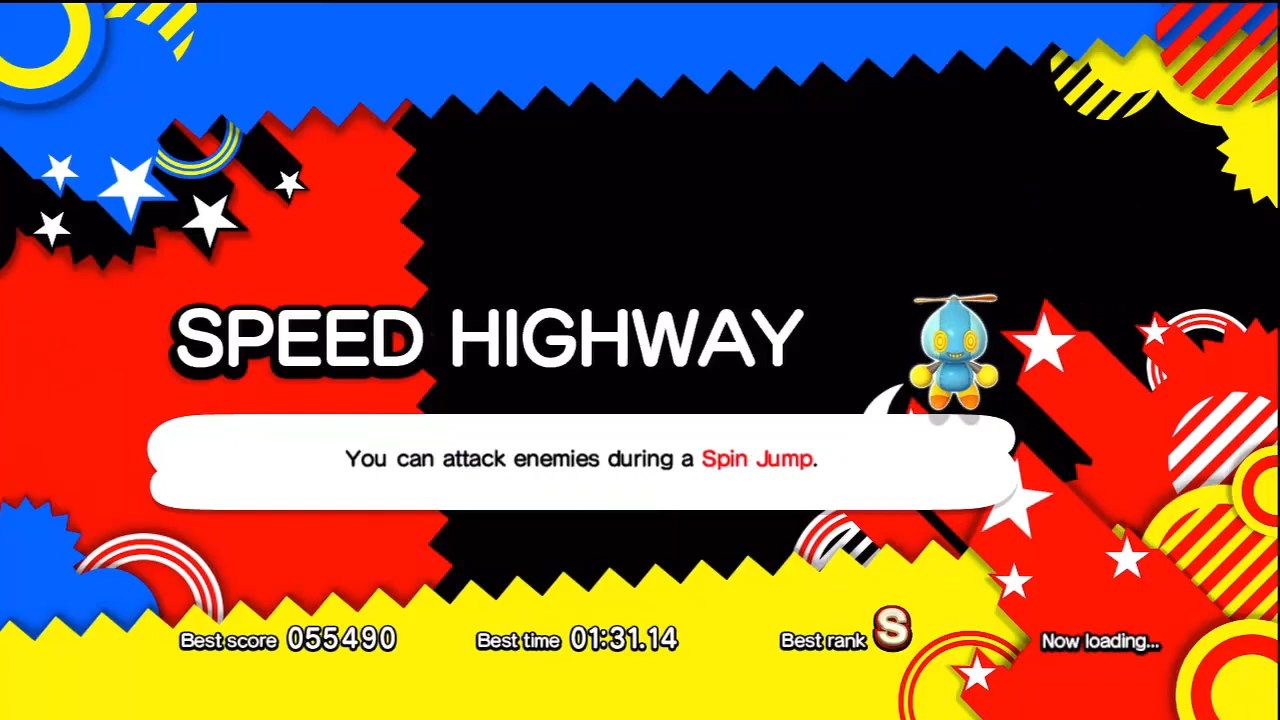 SPEED HIGHWAY
You can attack enemies during a Spin Jump.
Best score 055490 Best time 01:31.14 Best rank S Now loading...